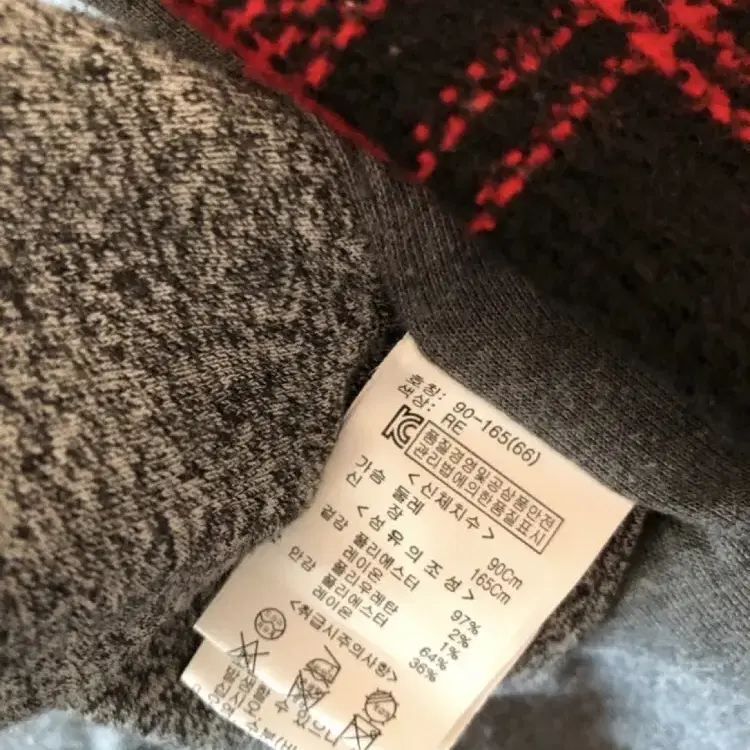 호칭: 90-165(66)
색상: RE
품질경영및공산품안전
관리법에의한품질표시
<신체치수>
가슴 둘레 90Cm
신 장 165Cm
<섬유의 조성>
겉감 폴리에스터 97%
레이온 2%
폴리우레탄 1%
안감 폴리에스터 64%
레이온 36%
<취급시주의사항>
수 있으니